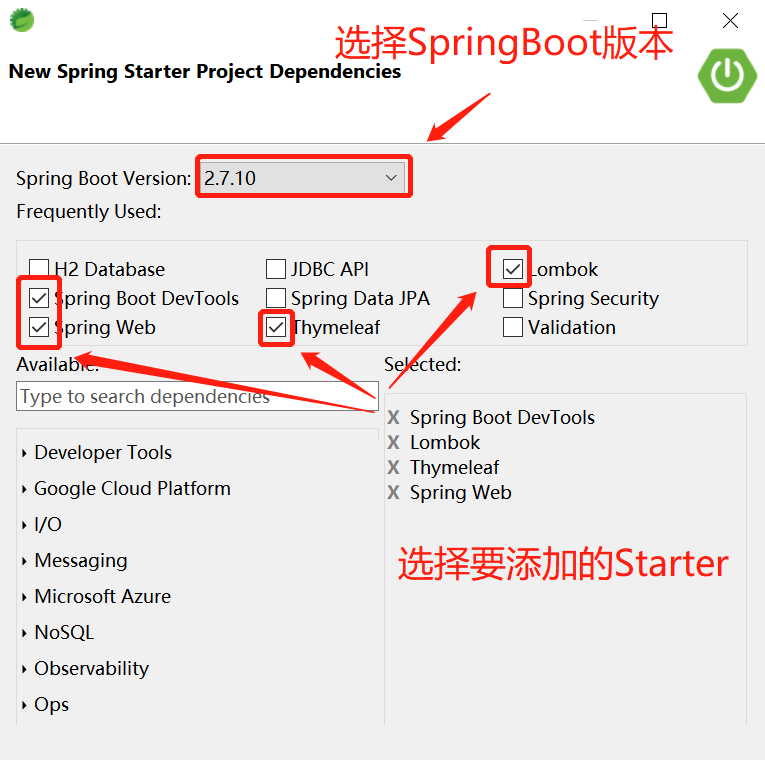 选择SpringBoot版本
New Spring Starter Project Dependencies
Spring Boot Version: 2.7.10
Frequently Used:
H2 Database JDBC API Lombok
Spring Boot DevTools Spring Data JPA Spring Security
Spring Web Thymeleaf Validation
Available: Selected:
Type to search dependencies
X Spring Boot DevTools
X Lombok
X Thymeleaf
X Spring Web
Developer Tools
Google Cloud Platform
I/O
Messaging
Microsoft Azure
NoSQL
Observability
Ops
选择要添加的Starter